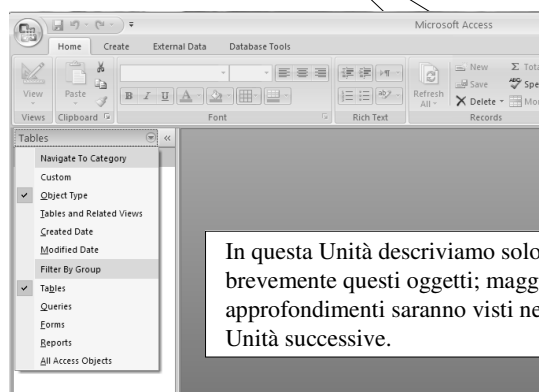 Microsoft Access
Home Create External Data Database Tools
View Paste B I U Refresh All New Save Delete Σ
Views Clipboard Font Rich Text Records
Tables
Navigate To Category
Custom
Object Type
Tables and Related Views
Created Date
Modified Date
Filter By Group
Tables
Queries
Forms
Reports
All Access Objects
In questa Unità descriviamo solo
brevemente questi oggetti; magg
approfondimenti saranno visti ne
Unità successive.